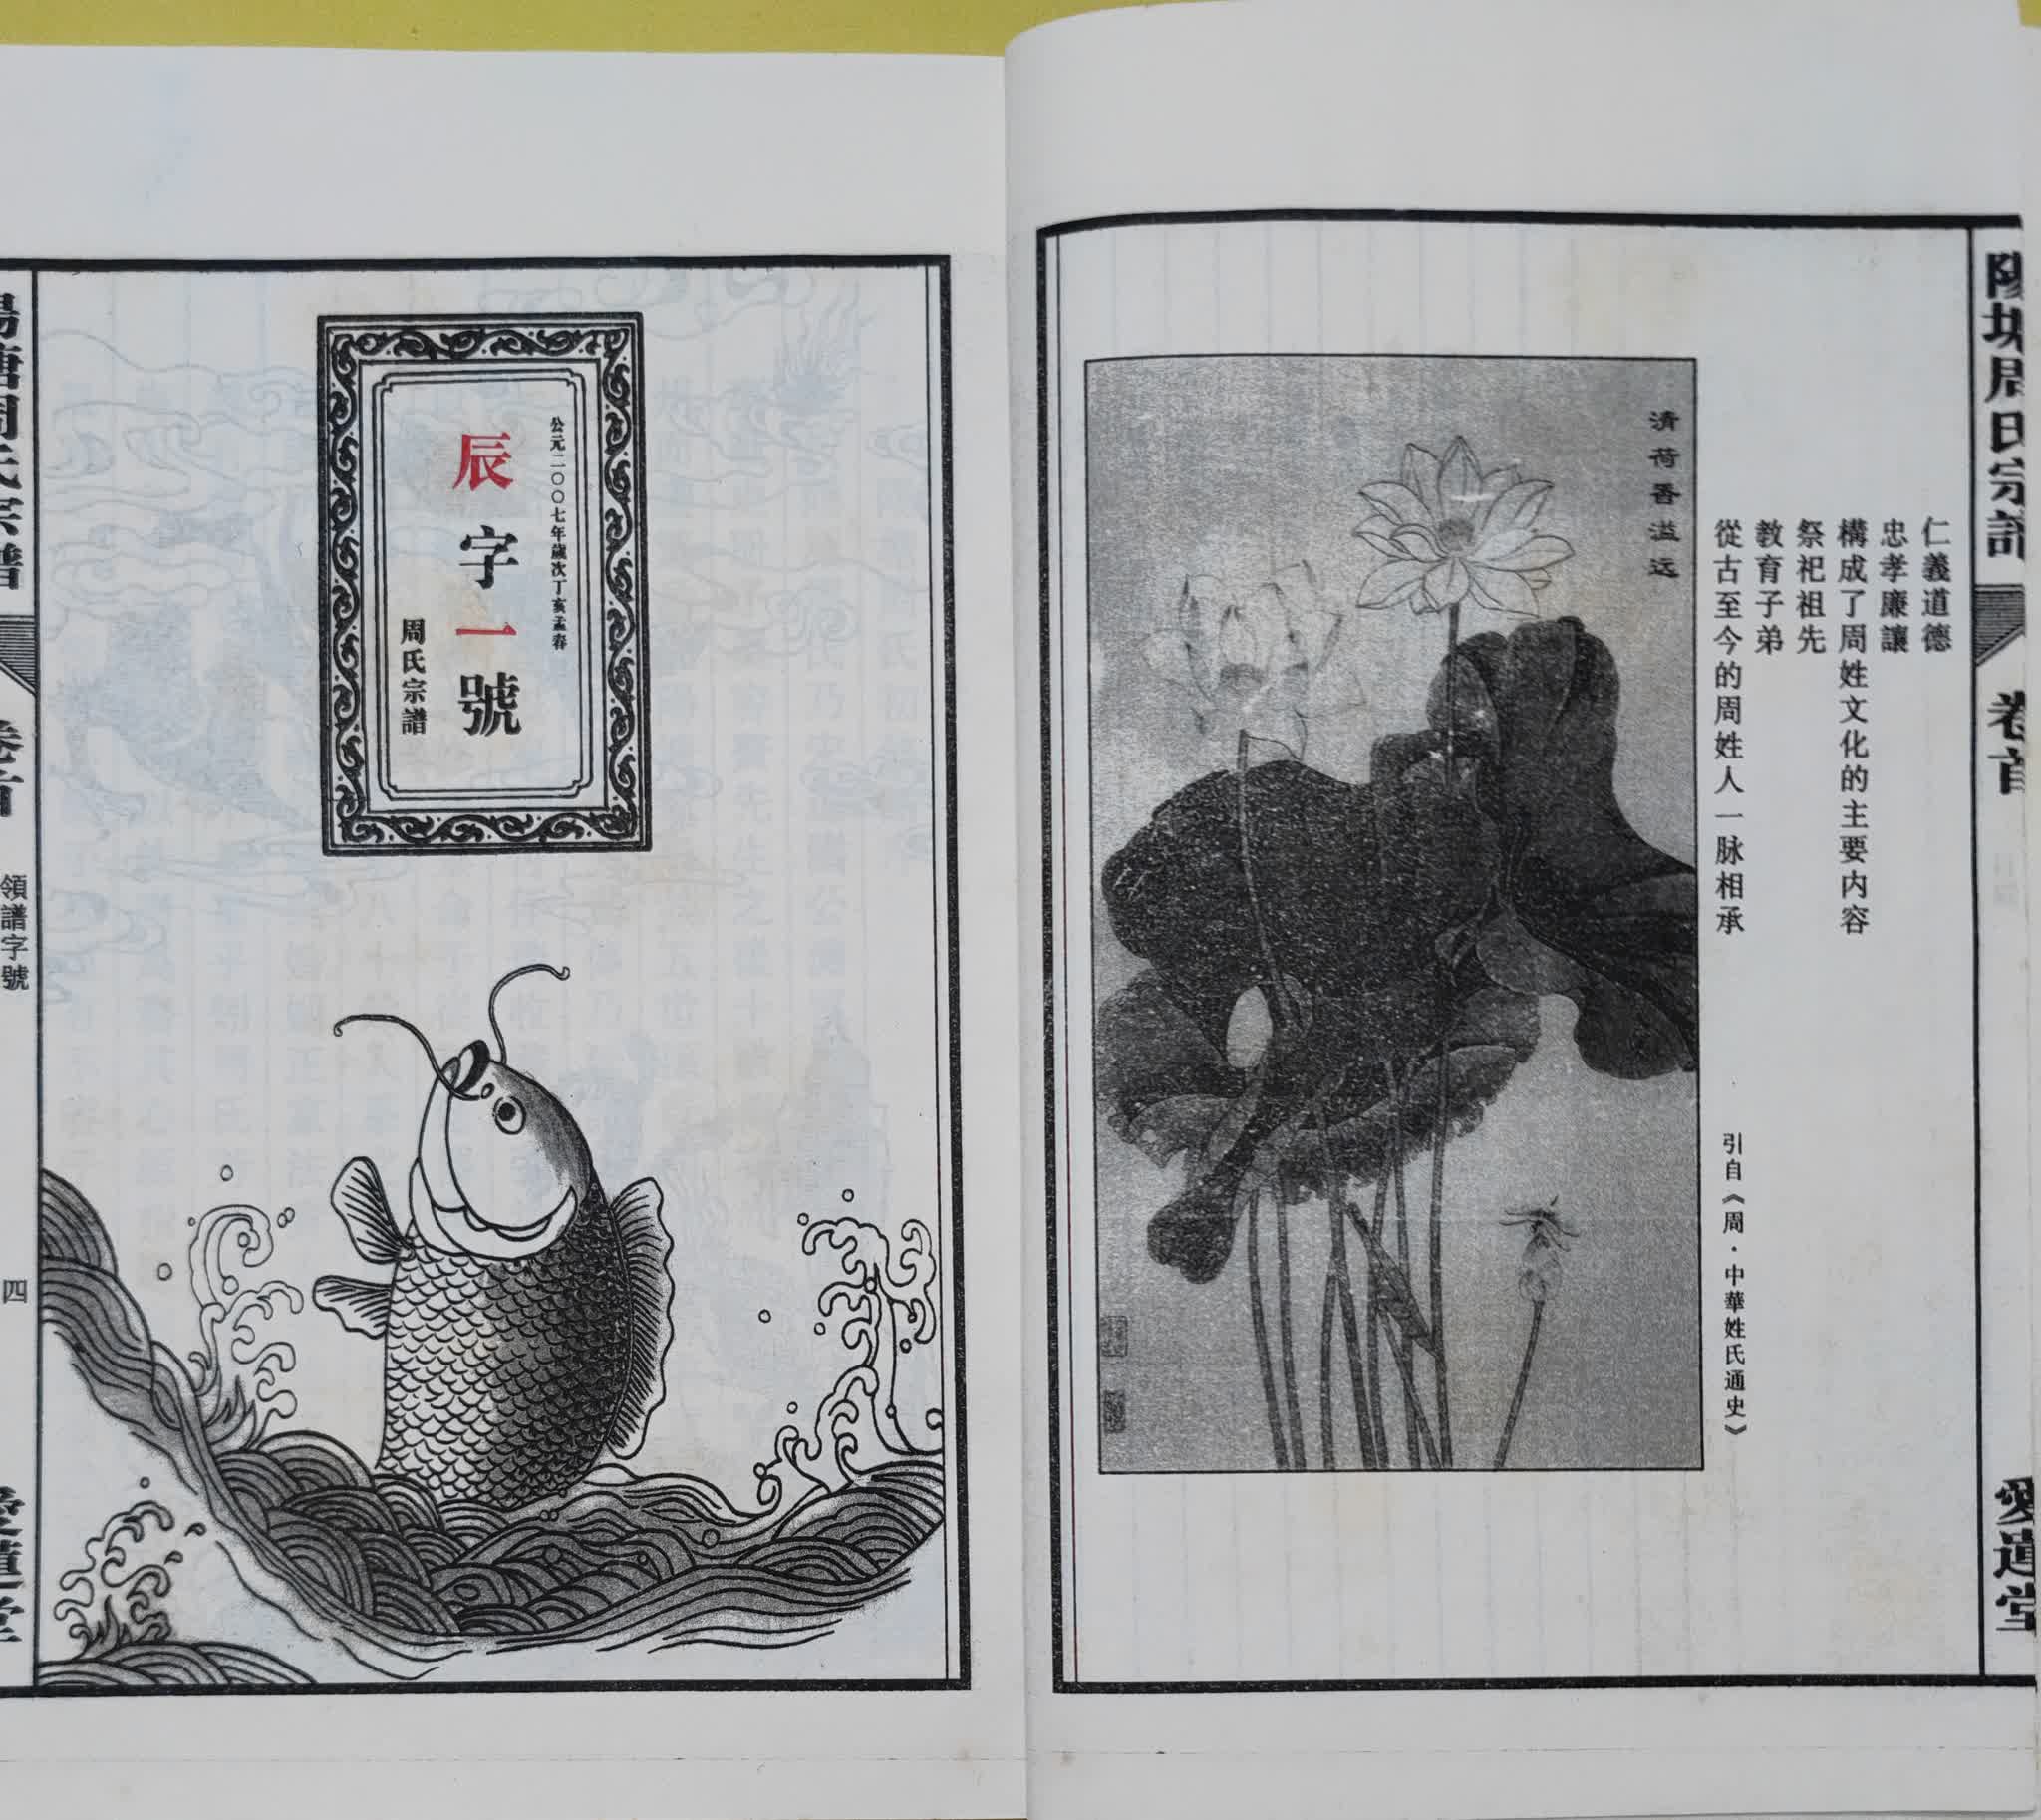 陽塘周氏宗譜
卷首
愛蓮堂
仁義道德
忠孝廉讓
構成了周姓文化的主要内容
祭祀祖先
教育子弟
從古至今的周姓人一脉相承
引自《周·中華姓氏通史》
清荷香溢远
公元二〇〇七年歲次丁亥孟春
辰字一號
周氏宗譜
陽塘周氏宗譜
卷首
領譜字號
四
愛蓮堂